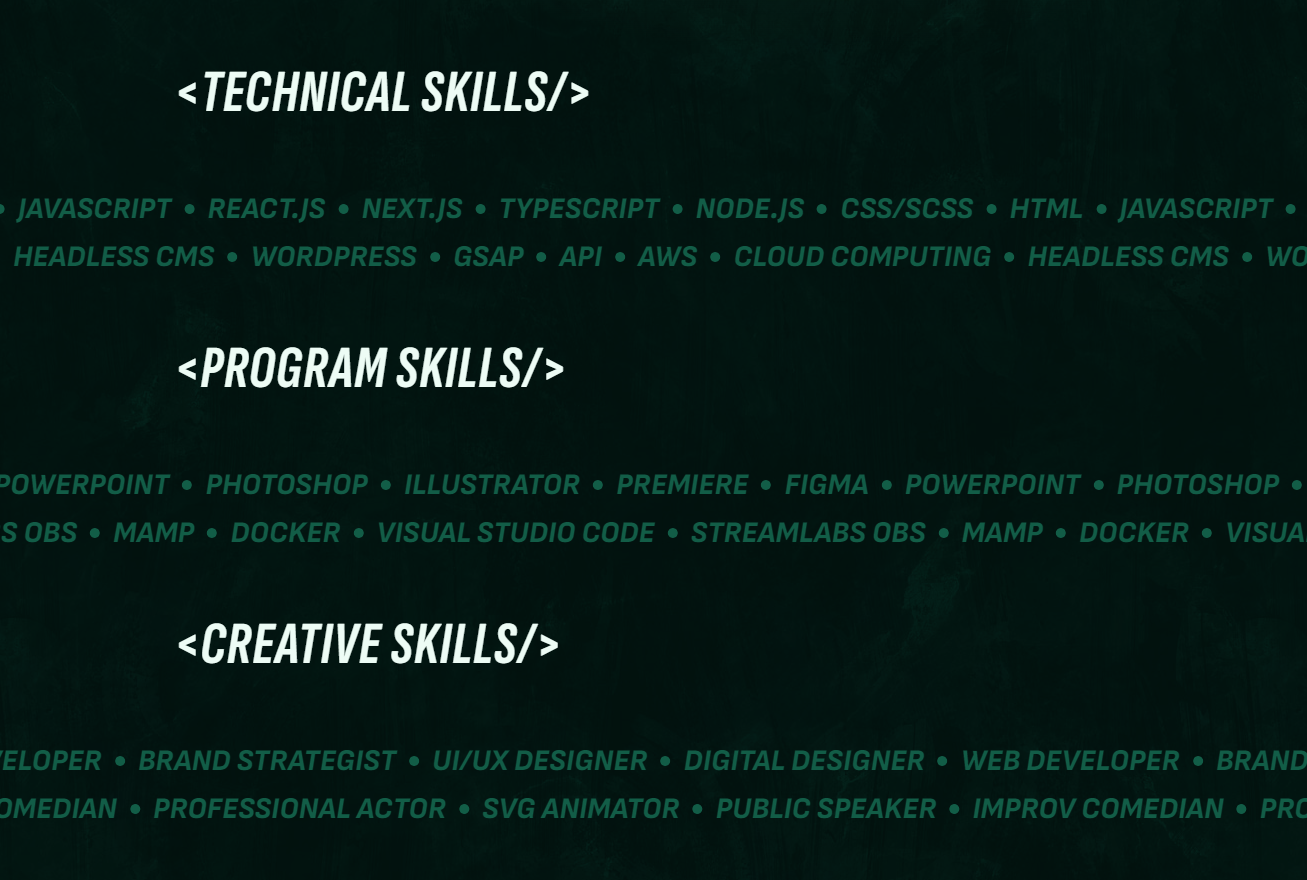 <TECHNICAL SKILLS/>
• JAVASCRIPT • REACT.JS • NEXT.JS • TYPESCRIPT • NODE.JS • CSS/SCSS • HTML • JAVASCRIPT •
HEADLESS CMS • WORDPRESS • GSAP • API • AWS • CLOUD COMPUTING • HEADLESS CMS • WO
<PROGRAM SKILLS/>
POWERPOINT • PHOTOSHOP • ILLUSTRATOR • PREMIERE • FIGMA • POWERPOINT • PHOTOSHOP •
S OBS • MAMP • DOCKER • VISUAL STUDIO CODE • STREAMLABS OBS • MAMP • DOCKER • VISUA
<CREATIVE SKILLS/>
ELOPER • BRAND STRATEGIST • UI/UX DESIGNER • DIGITAL DESIGNER • WEB DEVELOPER • BRAND
OMEDIAN • PROFESSIONAL ACTOR • SVG ANIMATOR • PUBLIC SPEAKER • IMPROV COMEDIAN • PRO